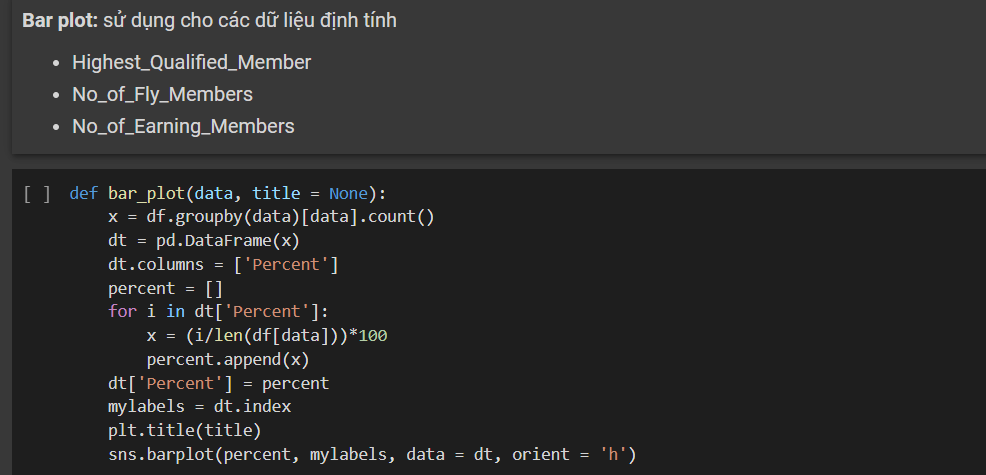 Bar plot: sử dụng cho các dữ liệu định tính
• Highest_Qualified_Member
• No_of_Fly_Members
• No_of_Earning_Members
[ ] def bar_plot(data, title = None):
x = df.groupby(data)[data].count()
dt = pd.DataFrame(x)
dt.columns = ['Percent']
percent = []
for i in dt['Percent']:
x = (i/len(df[data]))*100
percent.append(x)
dt['Percent'] = percent
mylabels = dt.index
plt.title(title)
sns.barplot(percent, mylabels, data = dt, orient = 'h')